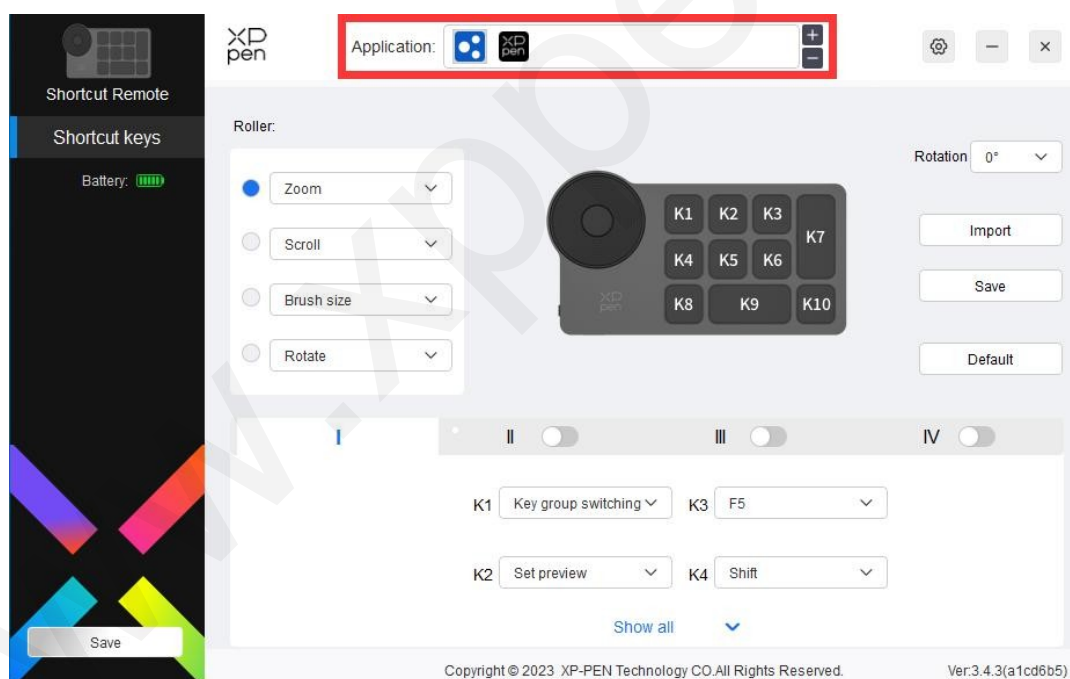 XP
pen
Application:
XP
pen
+
−
Shortcut Remote
Shortcut keys
Battery:
Roller:
Rotation 0°
Zoom
Scroll
Brush size
Rotate
K1 K2 K3
K7
K4 K5 K6
K8 K9 K10
XP
pen
Import
Save
Default
I II III IV
K1 Key group switching K3 F5
K2 Set preview K4 Shift
Show all
Save
Copyright © 2023 XP-PEN Technology CO.All Rights Reserved.
Ver:3.4.3(a1cd6b5)